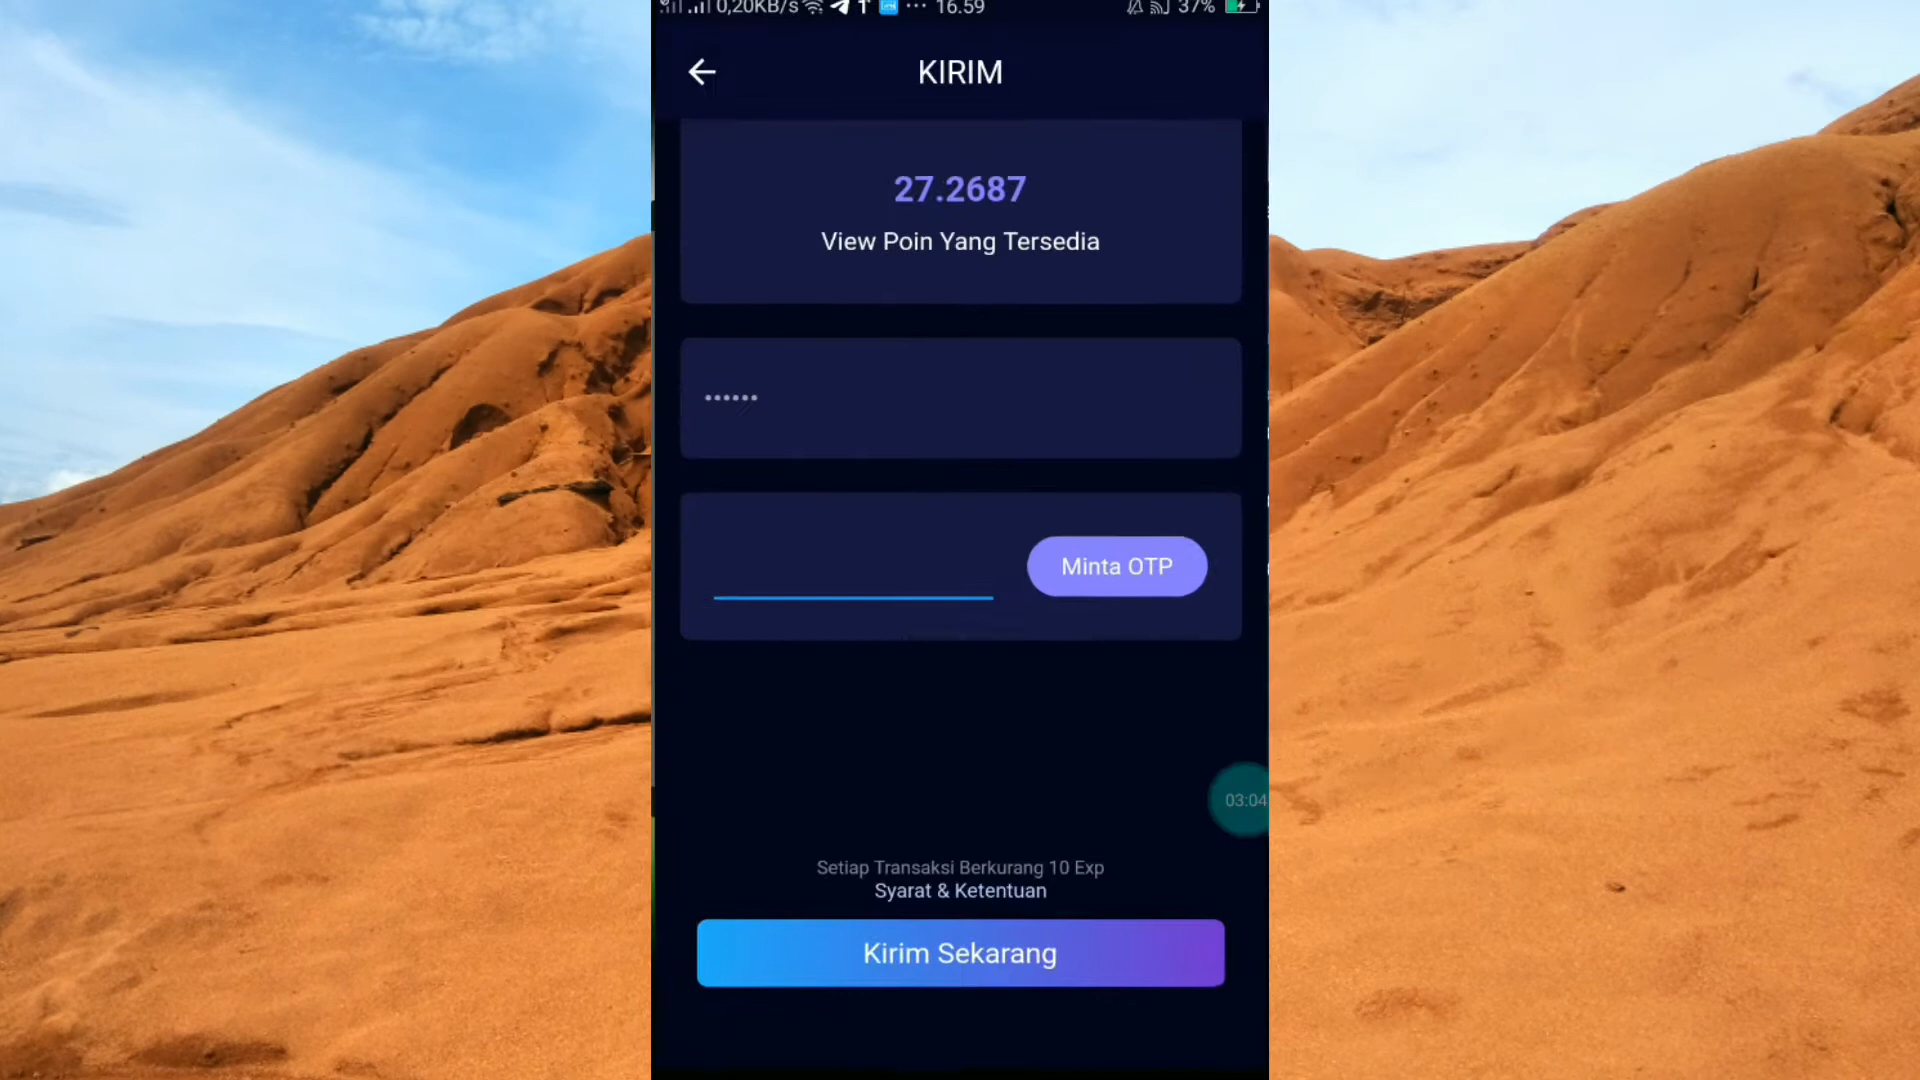 0,20KB/s ... 16.59 37%
KIRIM
27.2687
View Poin Yang Tersedia
••••••
Minta OTP
03:04
Setiap Transaksi Berkurang 10 Exp
Syarat & Ketentuan
Kirim Sekarang